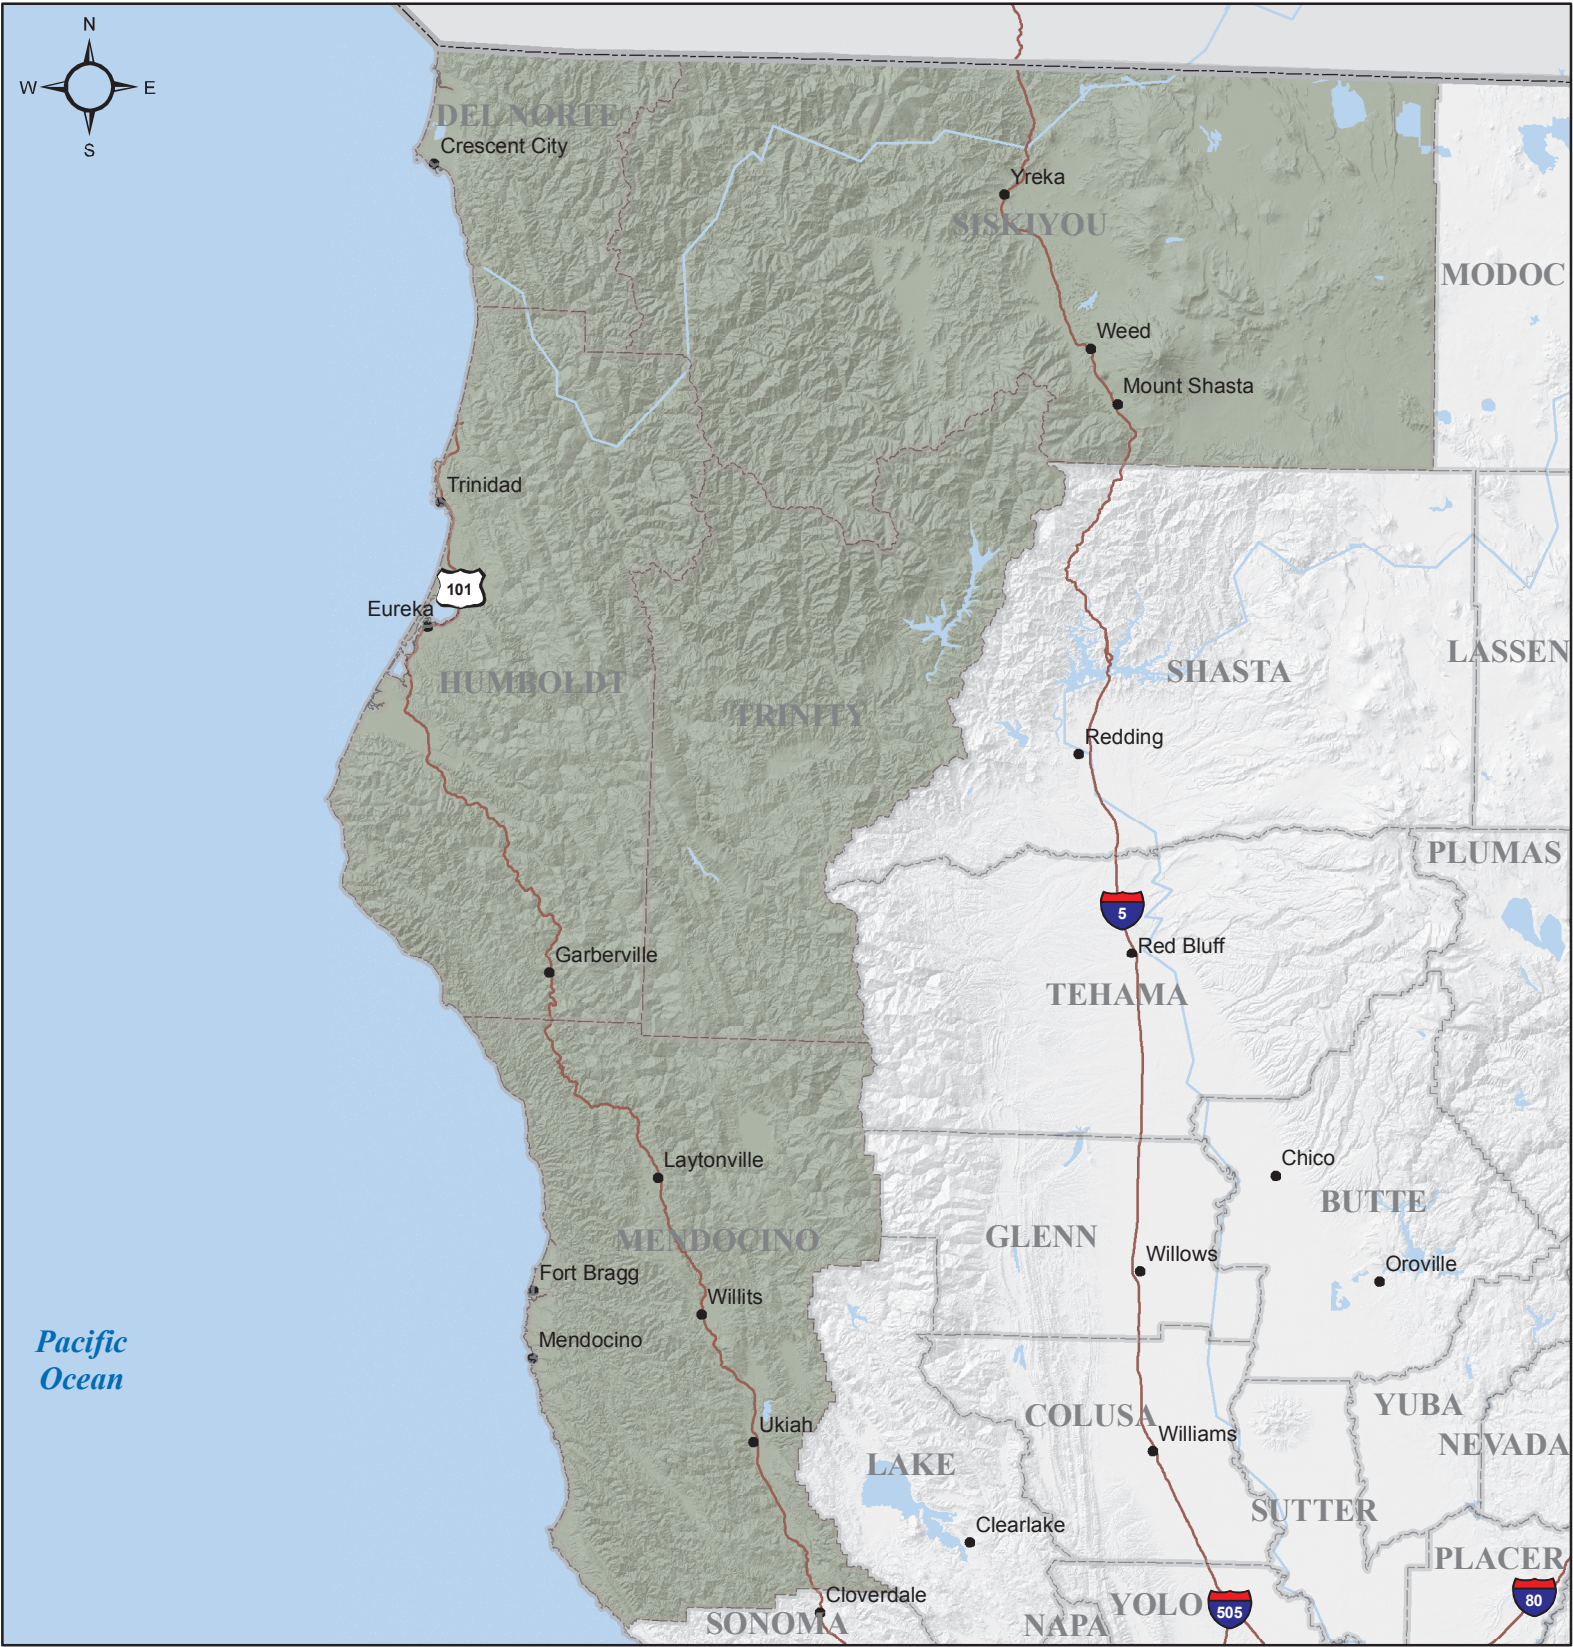 N
W
E
S
DEL NORTE
Crescent City
Yreka
SISKIYOU
MODOC
Weed
Mount Shasta
Trinidad
101
Eureka
HUMBOLDT
TRINITY
SHASTA
LASSEN
Redding
PLUMAS
5
Red Bluff
Garberville
TEHAMA
Laytonville
Chico
BUTTE
MENDOCINO
GLENN
Willows
Oroville
Fort Bragg
Willits
Mendocino
Pacific
Ocean
COLUSA
YUBA
Ukiah
Williams
NEVADA
LAKE
SUTTER
Clearlake
PLACER
Cloverdale
YOLO
505
80
SONOMA
NAPA